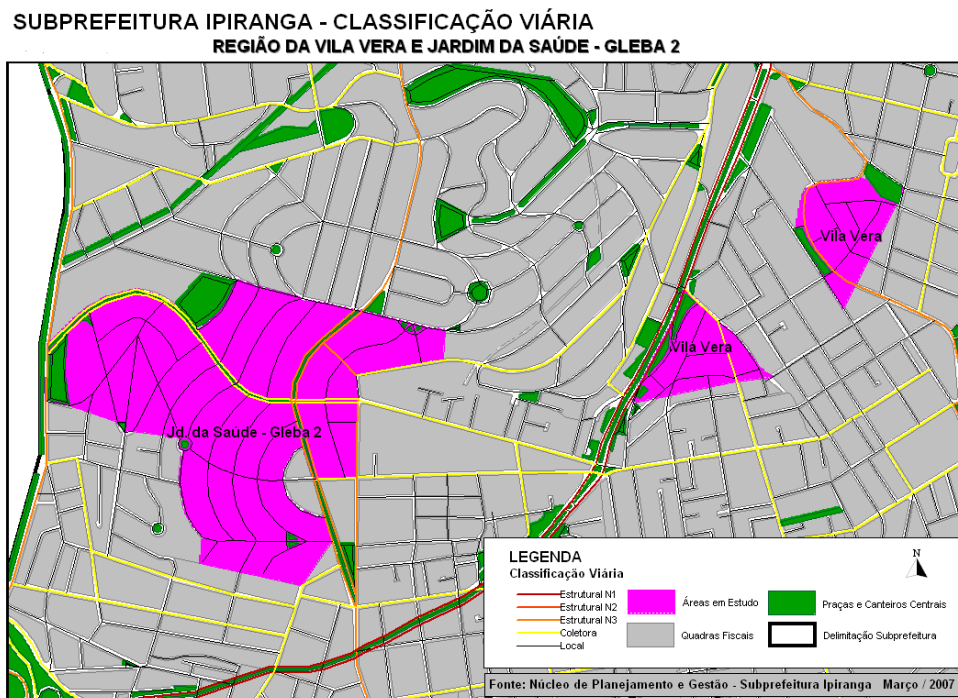 SUBPREFEITURA IPIRANGA - CLASSIFICAÇÃO VIÁRIA
REGIÃO DA VILA VERA E JARDIM DA SAÚDE - GLEBA 2
Vila Vera
Vila Vera
Jd. da Saúde - Gleba 2
LEGENDA
Classificação Viária
Estrutural N1
Estrutural N2
Estrutural N3
Coletora
Local
Áreas em Estudo
Quadras Fiscais
Praças e Canteiros Centrais
Delimitação Subprefeitura
N
Fonte: Núcleo de Planejamento e Gestão - Subprefeitura Ipiranga Março / 2007